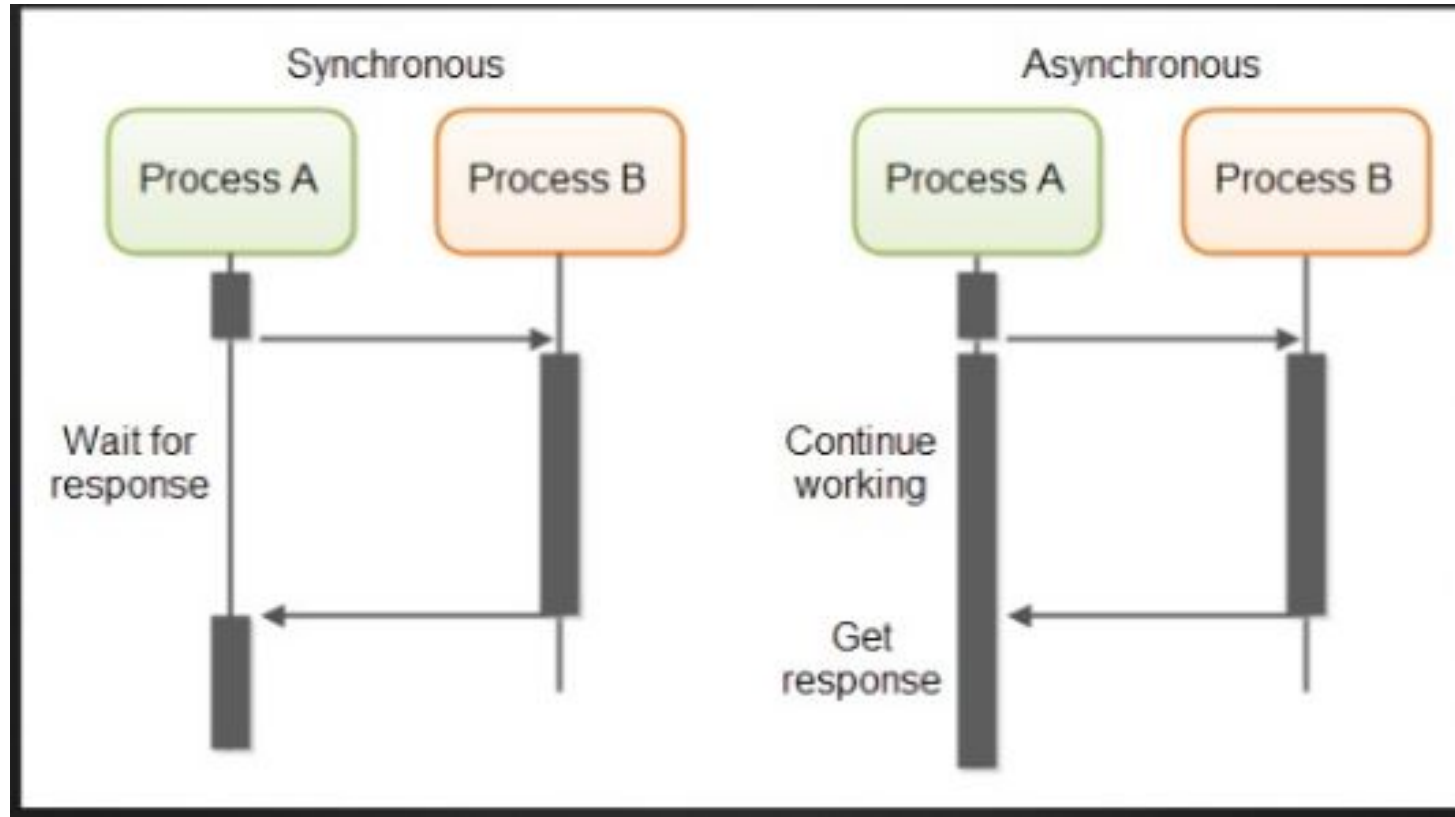 Synchronous
Asynchronous
Process A
Process B
Process A
Process B
Wait for
response
Continue
working
Get
response